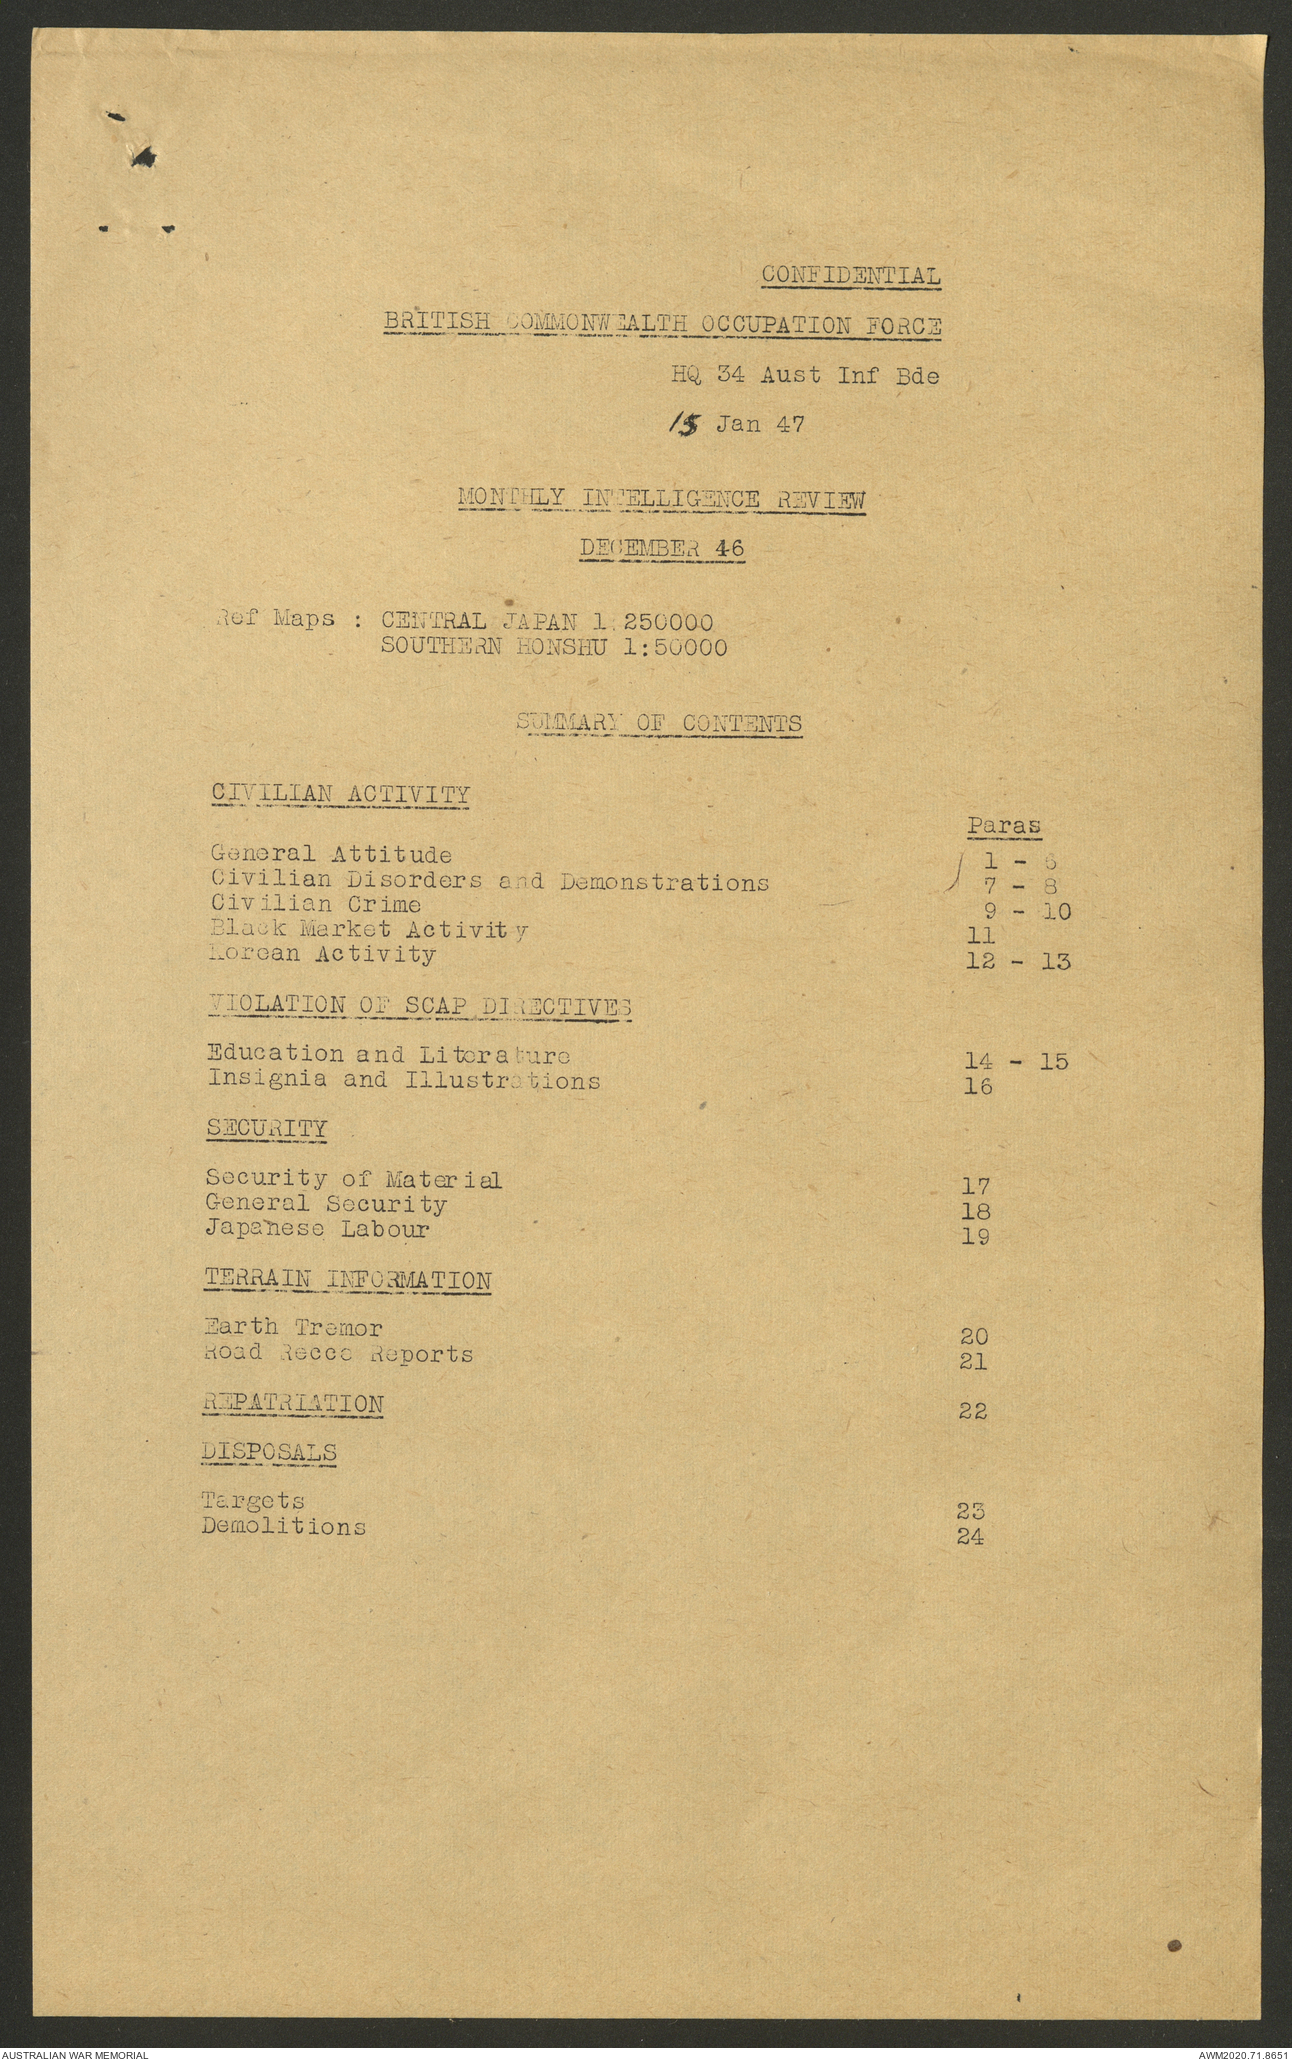 CONFIDENTIAL
BRITISH COMMONWEALTH OCCUPATION FORCE
HQ 34 Aust Inf Bde
15 Jan 47
MONTHLY INTELLIGENCE REVIEW
DECEMBER 46
Ref Maps : CENTRAL JAPAN 1:250000
SOUTHERN HONSHU 1:50000
SUMMARY OF CONTENTS
CIVILIAN ACTIVITY
Paras
General Attitude 1 - 6
Civilian Disorders and Demonstrations 7 - 8
Civilian Crime 9 - 10
Black Market Activity 11
Korean Activity 12 - 13
VIOLATION OF SCAP DIRECTIVES
Education and Literature 14 - 15
Insignia and Illustrations 16
SECURITY
Security of Material 17
General Security 18
Japanese Labour 19
TERRAIN INFORMATION
Earth Tremor 20
Road Recce Reports 21
REPATRIATION 22
DISPOSALS
Targets 23
Demolitions 24
AUSTRALIAN WAR MEMORIAL AWM2020.71.8651